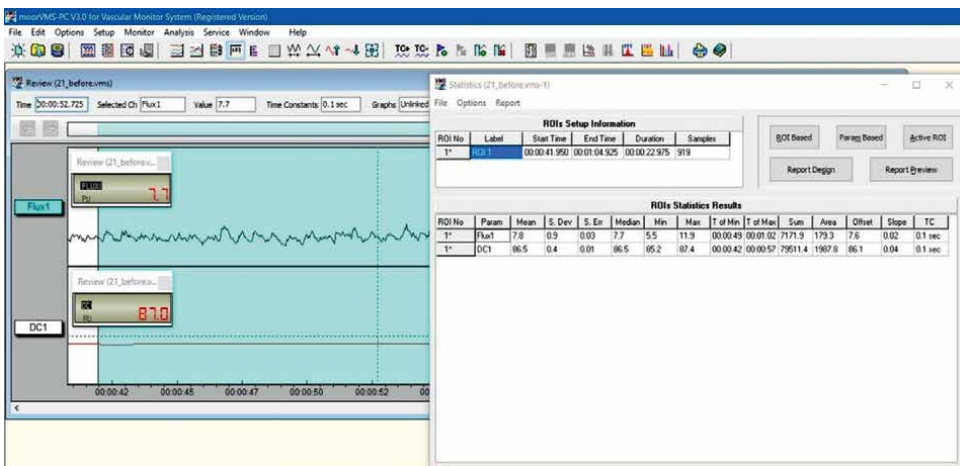 moorVMS-PC V3.0 for Vascular Monitor System (Registered Version)
File Edit Options Setup Monitor Analysis Service Window Help
TC+ TC-
Review (21_before.vms)
Time 00:00:52.725 Selected Ch Flux1 Value 7.7 Time Constants 0.1 sec Graphs Unlinked
Review (21_before.v...
FLUX
PU
7.7
Flux1
Review (21_before.v...
DC
AU
87.0
DC1
00:00:42 00:00:45 00:00:47 00:00:50 00:00:52 00
Statistics (21_before.vms-1)
File Options Report
ROIs Setup Information
ROI No Label Start Time End Time Duration Samples
1* ROI 1 00:00:41.950 00:01:04.925 00:00:22.975 919
ROI Based Param Based Active ROI
Report Design Report Preview
ROIs Statistics Results
ROI No Param Mean S. Dev S. Err Median Min Max T of Min T of Max Sum Area Offset Slope TC
1* Flux1 7.8 0.9 0.03 7.7 5.5 11.9 00:00:49 00:01:02 7171.9 179.3 7.6 0.02 0.1 sec
1* DC1 86.5 0.4 0.01 86.5 85.2 87.4 00:00:42 00:00:57 79511.4 1987.8 86.1 0.04 0.1 sec